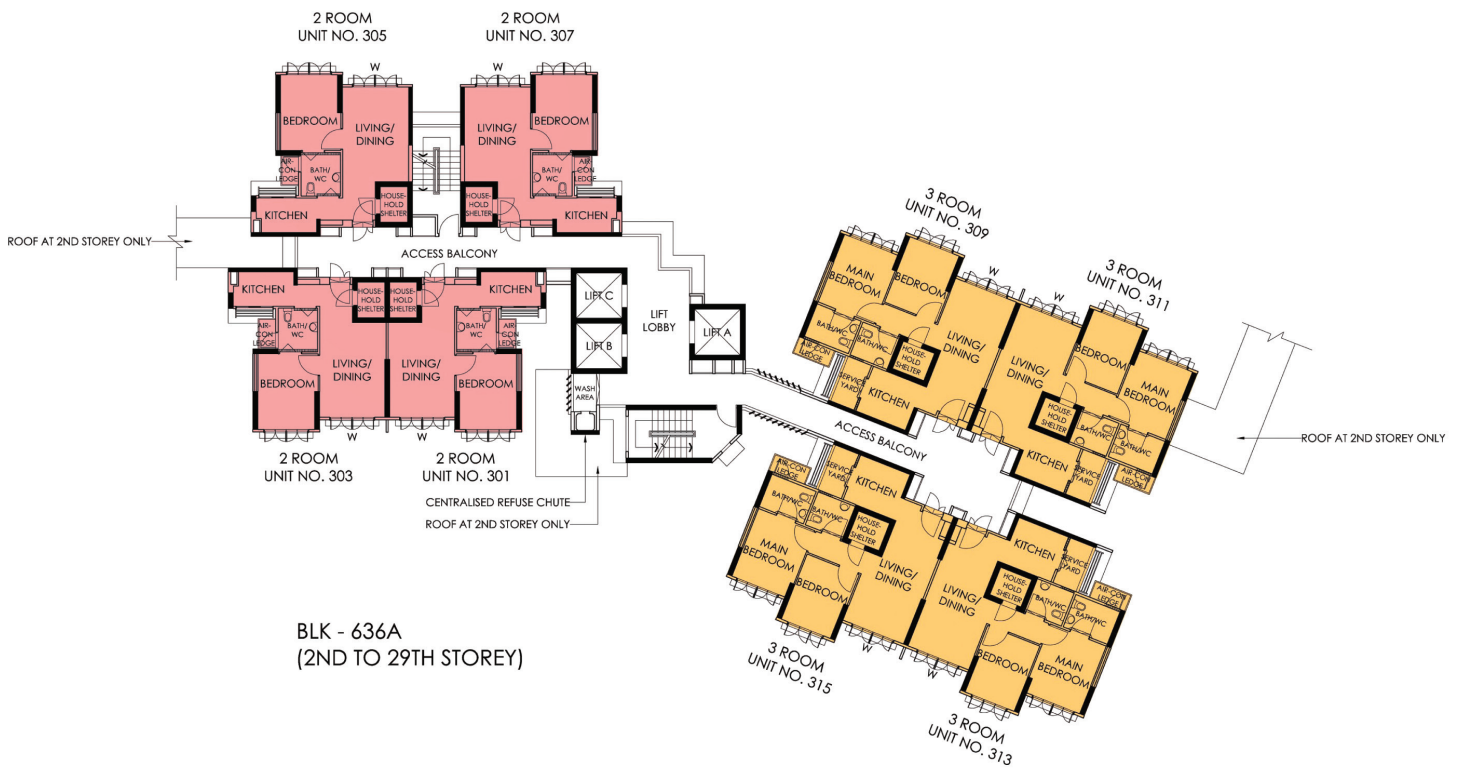 2 ROOM
UNIT NO. 305
2 ROOM
UNIT NO. 307
W
W
BEDROOM
LIVING/
DINING
LIVING/
DINING
BEDROOM
AIR-
CON
LEDGE
BATH/
WC
BATH/
WC
AIR-
CON
LEDGE
KITCHEN
HOUSE-
HOLD
SHELTER
HOUSE-
HOLD
SHELTER
KITCHEN
ROOF AT 2ND STOREY ONLY
ACCESS BALCONY
KITCHEN
HOUSE-
HOLD
SHELTER
HOUSE-
HOLD
SHELTER
KITCHEN
AIR-
CON
LEDGE
BATH/
WC
BATH/
WC
AIR
CON
LEDGE
BEDROOM
LIVING/
DINING
LIVING/
DINING
BEDROOM
W
W
2 ROOM
UNIT NO. 303
2 ROOM
UNIT NO. 301
LIFT C
LIFT B
LIFT
LOBBY
LIFT A
WASH
AREA
CENTRALISED REFUSE CHUTE
ROOF AT 2ND STOREY ONLY
3 ROOM
UNIT NO. 309
3 ROOM
UNIT NO. 311
W
W
MAIN
BEDROOM
BEDROOM
BATH/WC
BATH/WC
AIR-CON
LEDGE
HOUSE-
HOLD
SHELTER
LIVING/
DINING
SERVICE
YARD
KITCHEN
LIVING/
DINING
BEDROOM
MAIN
BEDROOM
HOUSE-
HOLD
SHELTER
BATH/WC
BATH/WC
KITCHEN
SERVICE
YARD
AIR-CON
LEDGE
ROOF AT 2ND STOREY ONLY
ACCESS BALCONY
AIR-CON
LEDGE
SERVICE
YARD
KITCHEN
BATH/WC
BATH/WC
HOUSE-
HOLD
SHELTER
MAIN
BEDROOM
BEDROOM
LIVING/
DINING
W
KITCHEN
SERVICE
YARD
HOUSE-
HOLD
SHELTER
AIR-CON
LEDGE
BATH/WC
BATH/WC
LIVING/
DINING
BEDROOM
MAIN
BEDROOM
W
3 ROOM
UNIT NO. 315
3 ROOM
UNIT NO. 313
BLK - 636A
(2ND TO 29TH STOREY)